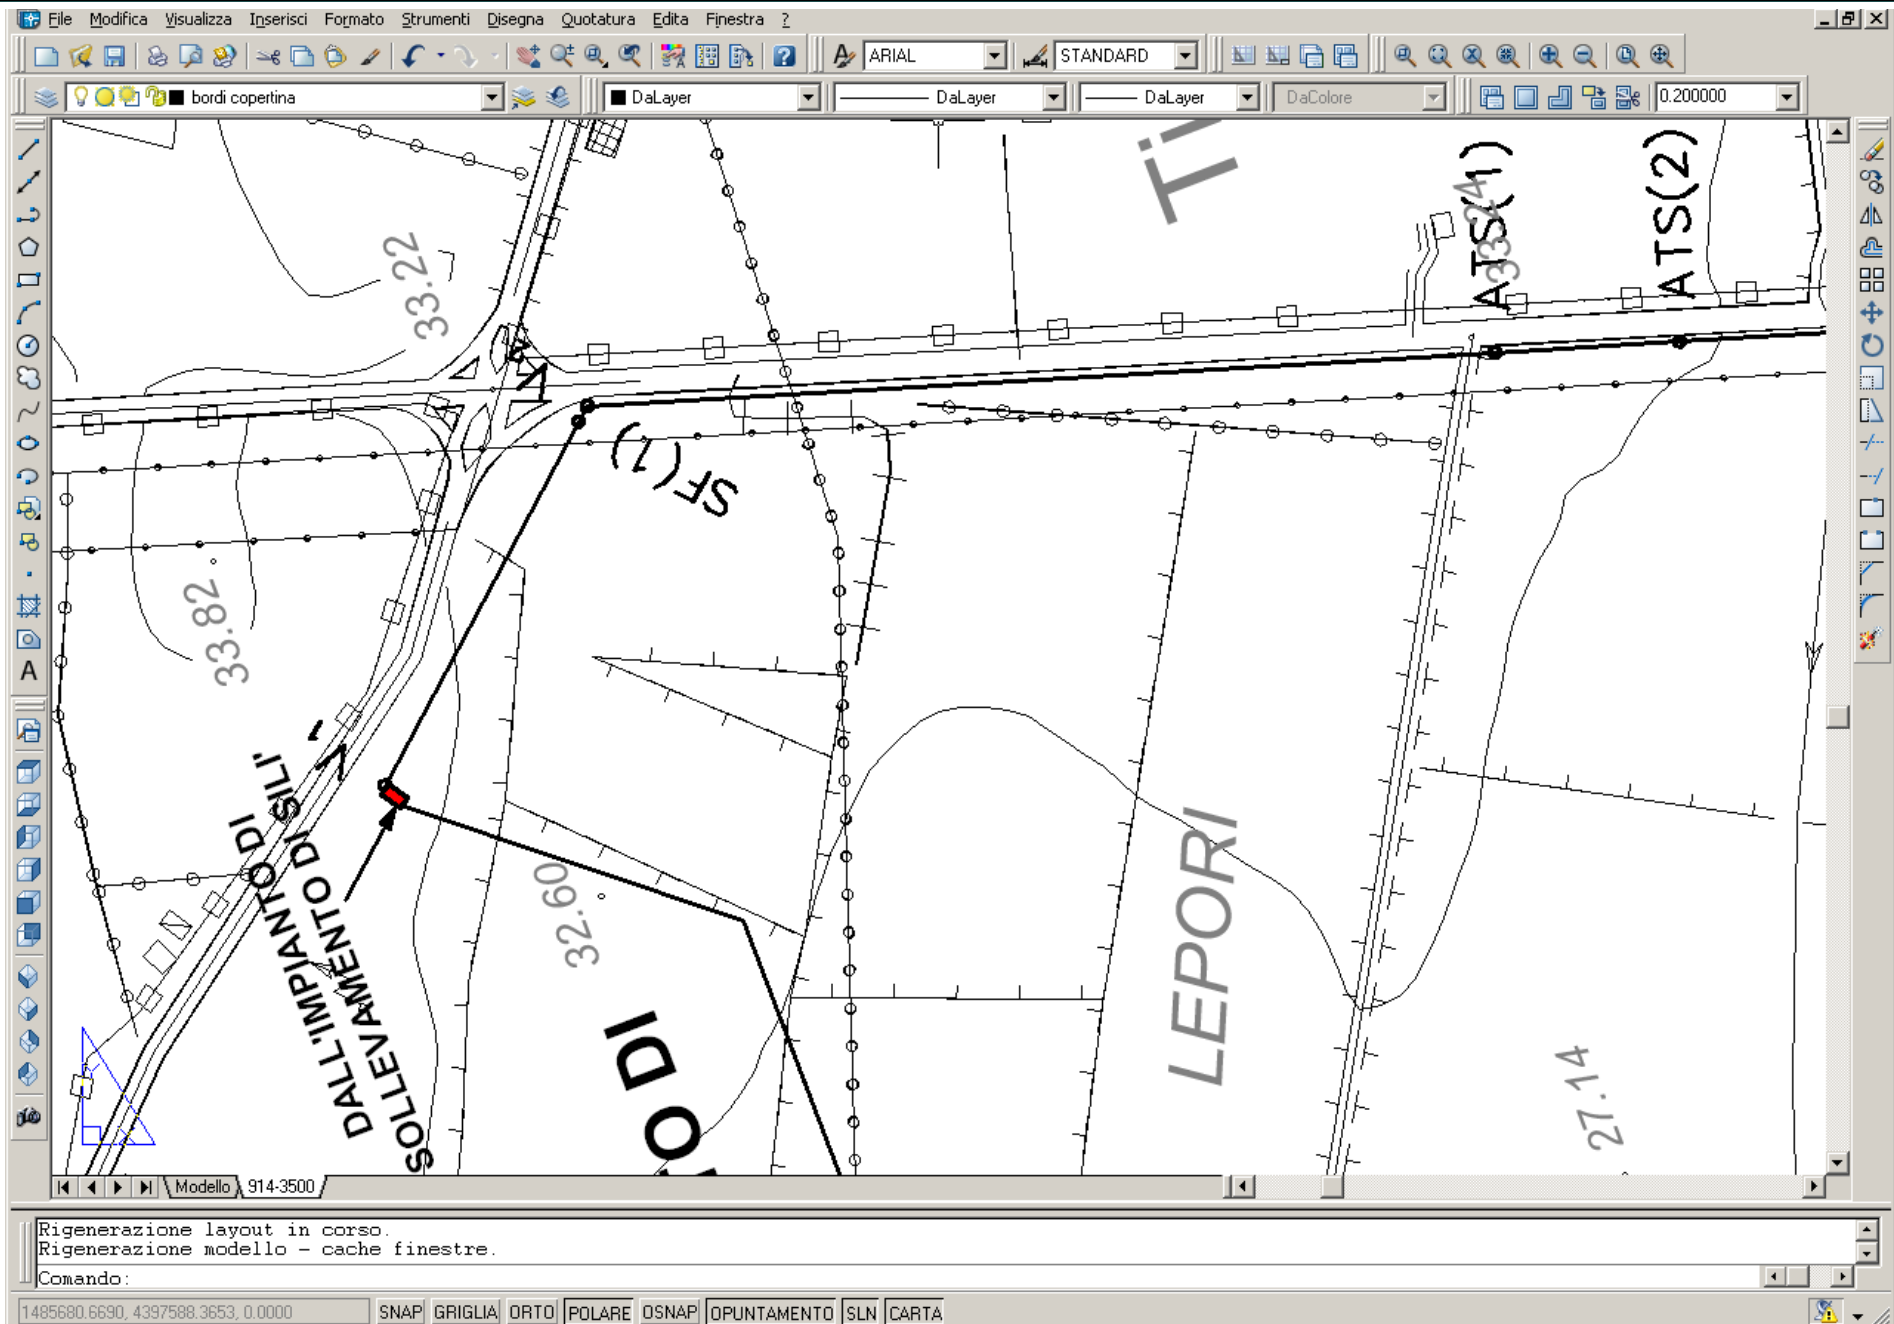 File Modifica Visualizza Inserisci Formato Strumenti Disegna Quotatura Edita Finestra ?
ARIAL STANDARD
bordi copertina DaLayer DaLayer DaLayer DaColore 0.200000
33.22
ATS(1)
33.24
ATS(2)
SF(1)
33.82
V 1
DALL'IMPIANTO DI
SOLLEVAMENTO DI SILI'
32.60
LEPORI
27.14
Modello 914-3500
Rigenerazione layout in corso.
Rigenerazione modello - cache finestre.
Comando:
1485680.6690, 4397588.3653, 0.0000 SNAP GRIGLIA ORTO POLARE OSNAP OPUNTAMENTO SLN CARTA